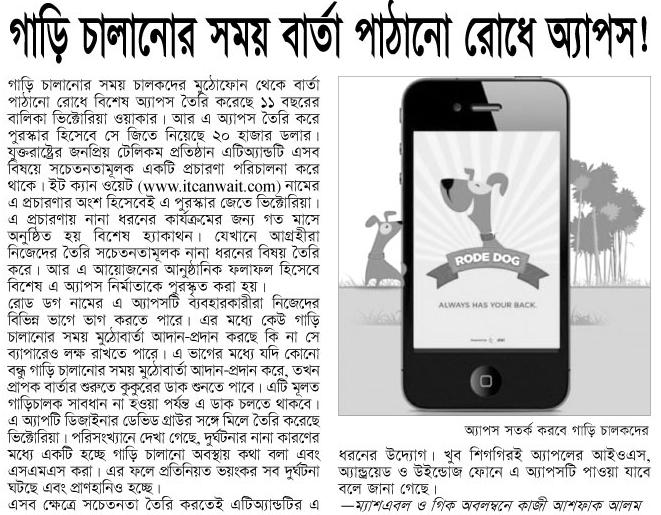 গাড়ি চালানোর সময় বার্তা পাঠানো রোধে অ্যাপস!
গাড়ি চালানোর সময় চালকদের মুঠোফোন থেকে বার্তা
পাঠানো রোধে বিশেষ অ্যাপস তৈরি করেছে ১১ বছরের
বালিকা ভিক্টোরিয়া ওয়াকার। আর এ অ্যাপস তৈরি করে
পুরস্কার হিসেবে সে জিতে নিয়েছে ২০ হাজার ডলার।
যুক্তরাষ্ট্রের জনপ্রিয় টেলিকম প্রতিষ্ঠান এটিঅ্যান্ডটি এসব
বিষয়ে সচেতনতামূলক একটি প্রচারণা পরিচালনা করে
থাকে। ইট ক্যান ওয়েট (www.itcanwait.com) নামের
এ প্রচারণার অংশ হিসেবেই এ পুরস্কার জেতে ভিক্টোরিয়া।
এ প্রচারণায় নানা ধরনের কার্যক্রমের জন্য গত মাসে
অনুষ্ঠিত হয় বিশেষ হ্যাকাথন। যেখানে আগ্রহীরা
নিজেদের তৈরি সচেতনতামূলক নানা ধরনের বিষয় তৈরি
করে। আর এ আয়োজনের আনুষ্ঠানিক ফলাফল হিসেবে
বিশেষ এ অ্যাপস নির্মাতাকে পুরস্কৃত করা হয়।
রোড ডগ নামের এ অ্যাপসটি ব্যবহারকারীরা নিজেদের
বিভিন্ন ভাগে ভাগ করতে পারে। এর মধ্যে কেউ গাড়ি
চালানোর সময় মুঠোবার্তা আদান-প্রদান করছে কি না সে
ব্যাপারেও লক্ষ রাখতে পারে। এ ভাগের মধ্যে যদি কোনো
বন্ধু গাড়ি চালানোর সময় মুঠোবার্তা আদান-প্রদান করে, তখন
প্রাপক বার্তার শুরুতে কুকুরের ডাক শুনতে পাবে। এটি মূলত
গাড়িচালক সাবধান না হওয়া পর্যন্ত এ ডাক চলতে থাকবে।
এ অ্যাপটি ডিজাইনার ডেভিড গ্রাউর সঙ্গে মিলে তৈরি করেছে
ভিক্টোরিয়া। পরিসংখ্যানে দেখা গেছে, দুর্ঘটনার নানা কারণের
মধ্যে একটি হচ্ছে গাড়ি চালানো অবস্থায় কথা বলা এবং
এসএমএস করা। এর ফলে প্রতিনিয়ত ভয়ংকর সব দুর্ঘটনা
ঘটছে এবং প্রাণহানিও হচ্ছে।
এসব ক্ষেত্রে সচেতনতা তৈরি করতেই এটিঅ্যান্ডটির এ
RODE DOG
ALWAYS HAS YOUR BACK.
at&t
অ্যাপস সতর্ক করবে গাড়ি চালকদের
ধরনের উদ্যোগ। খুব শিগগিরই অ্যাপলের আইওএস,
অ্যান্ড্রয়েড ও উইন্ডোজ ফোনে এ অ্যাপসটি পাওয়া যাবে
বলে জানা গেছে।
—ম্যাশএবল ও গিক অবলম্বনে কাজী আশফাক আলম